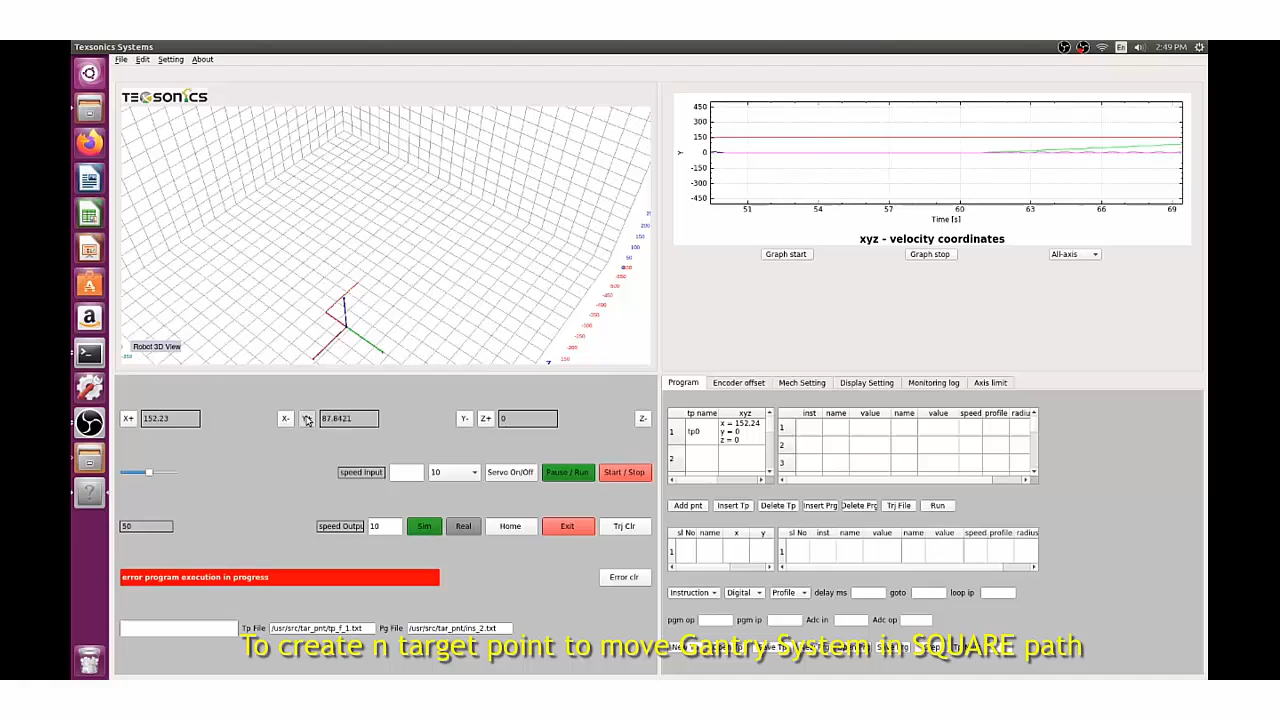 Texsonics Systems
En
2:49 PM
File Edit Setting About
TEXSONICS
Robot 3D View
450
300
150
0
-150
-300
-450
Y
51 54 57 60 63 66 69
Time [s]
xyz - velocity coordinates
Graph start Graph stop All-axis
X+ 152.23 X- Y+ 87.8421 Y- Z+ 0 Z-
speed Input 10 Servo On/Off Pause / Run Start / Stop
50 speed Outpu 10 Sim Real Home Exit Trj Clr
error program execution in progress Error clr
Tp File /usr/src/tar_pnt/tp_f_1.txt Pg File /usr/src/tar_pnt/ins_2.txt
Program Encoder offset Mech Setting Display Setting Monitoring log Axis limit
tp name xyz
1 tp0 x = 152.24
y = 0
z = 0
2
inst name value name value speed profile radiu
1
2
3
Add pnt Insert Tp Delete Tp Insert Prg Delete Prg Trj File Run
sl No name x y
1
sl No inst name value name value speed profile radius
1
Instruction Digital Profile delay ms goto loop ip
pgm op pgm ip Adc in Adc op
To create n target point to move Gantry System in SQUARE path